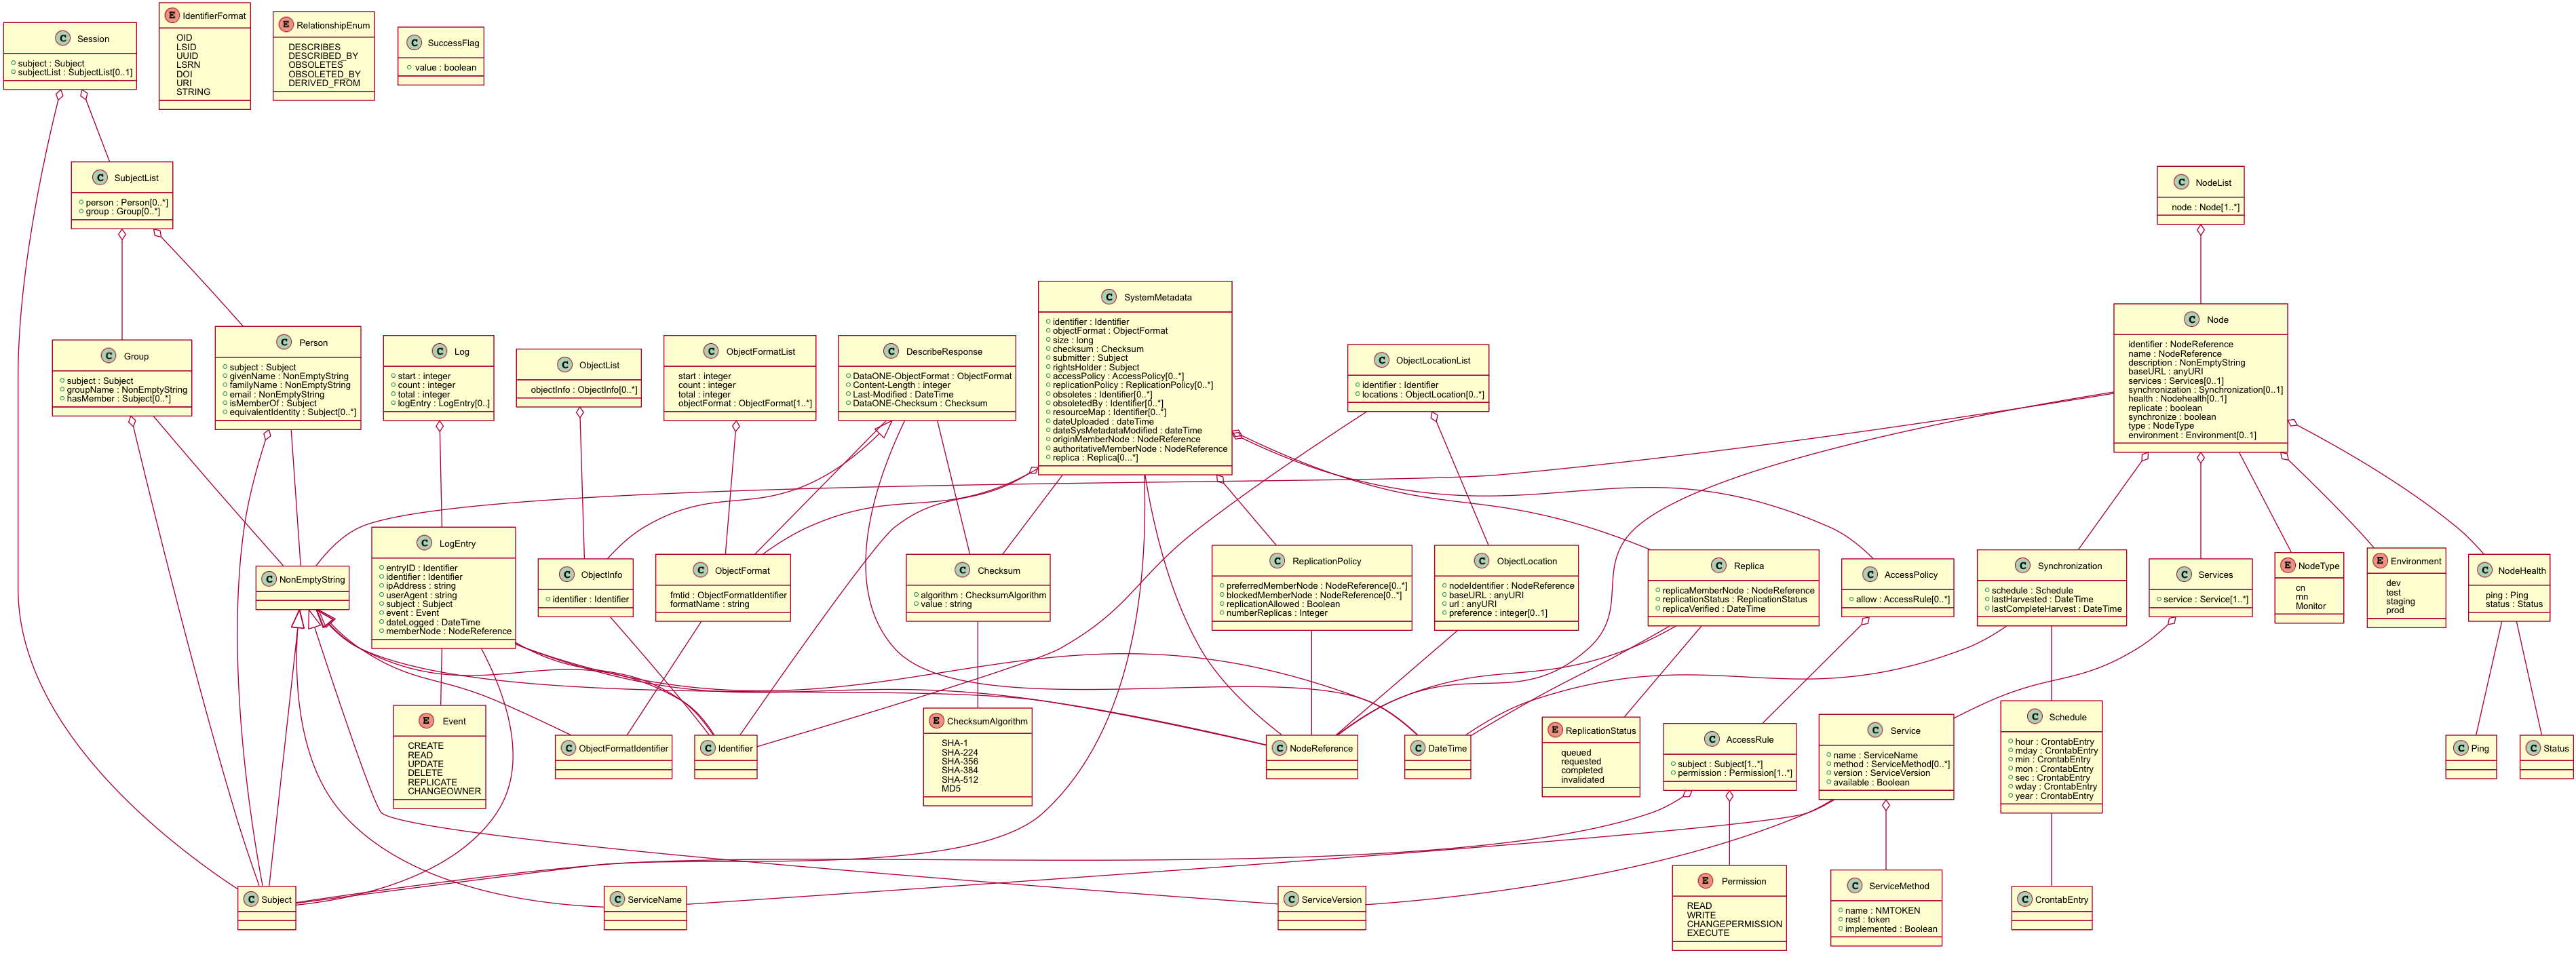 C Session
subject : Subject
subjectList : SubjectList[0..1]
E IdentifierFormat
OID
LSID
UUID
LSRN
DOI
URI
STRING
E RelationshipEnum
DESCRIBES
DESCRIBED_BY
OBSOLETES
OBSOLETED_BY
DERIVED_FROM
C SuccessFlag
value : boolean
C SubjectList
person : Person[0..*]
group : Group[0..*]
C NodeList
node : Node[1..*]
C Group
subject : Subject
groupName : NonEmptyString
hasMember : Subject[0..*]
C Person
subject : Subject
givenName : NonEmptyString
familyName : NonEmptyString
email : NonEmptyString
isMemberOf : Subject
equivalentIdentity : Subject[0..*]
C Log
start : integer
count : integer
total : integer
logEntry : LogEntry[0..]
C ObjectList
objectInfo : ObjectInfo[0..*]
C ObjectFormatList
start : integer
count : integer
total : integer
objectFormat : ObjectFormat[1..*]
C DescribeResponse
DataONE-ObjectFormat : ObjectFormat
Content-Length : integer
Last-Modified : DateTime
DataONE-Checksum : Checksum
C SystemMetadata
identifier : Identifier
objectFormat : ObjectFormat
size : long
checksum : Checksum
submitter : Subject
rightsHolder : Subject
accessPolicy : AccessPolicy[0..*]
replicationPolicy : ReplicationPolicy[0..*]
obsoletes : Identifier[0..*]
obsoletedBy : Identifier[0..*]
resourceMap : Identifier[0..*]
dateUploaded : dateTime
dateSysMetadataModified : dateTime
originMemberNode : NodeReference
authoritativeMemberNode : NodeReference
replica : Replica[0...*]
C ObjectLocationList
identifier : Identifier
locations : ObjectLocation[0..*]
C Node
identifier : NodeReference
name : NodeReference
description : NonEmptyString
baseURL : anyURI
services : Services[0..1]
synchronization : Synchronization[0..1]
health : Nodehealth[0..1]
replicate : boolean
synchronize : boolean
type : NodeType
environment : Environment[0..1]
C NonEmptyString
C LogEntry
entryID : Identifier
identifier : Identifier
ipAddress : string
userAgent : string
subject : Subject
event : Event
dateLogged : DateTime
memberNode : NodeReference
C ObjectInfo
identifier : Identifier
C ObjectFormat
fmtid : ObjectFormatIdentifier
formatName : string
C Checksum
algorithm : ChecksumAlgorithm
value : string
C ReplicationPolicy
preferredMemberNode : NodeReference[0..*]
blockedMemberNode : NodeReference[0..*]
replicationAllowed : Boolean
numberReplicas : Integer
C ObjectLocation
nodeIdentifier : NodeReference
baseURL : anyURI
url : anyURI
preference : integer[0..1]
C Replica
replicaMemberNode : NodeReference
replicationStatus : ReplicationStatus
replicaVerified : DateTime
C AccessPolicy
allow : AccessRule[0..*]
C Synchronization
schedule : Schedule
lastHarvested : DateTime
lastCompleteHarvest : DateTime
C Services
service : Service[1..*]
E NodeType
cn
mn
Monitor
E Environment
dev
test
staging
prod
C NodeHealth
ping : Ping
status : Status
E Event
CREATE
READ
UPDATE
DELETE
REPLICATE
CHANGEOWNER
C ObjectFormatIdentifier
C Identifier
E ChecksumAlgorithm
SHA-1
SHA-224
SHA-356
SHA-384
SHA-512
MD5
C NodeReference
C DateTime
E ReplicationStatus
queued
requested
completed
invalidated
C AccessRule
subject : Subject[1..*]
permission : Permission[1..*]
C Service
name : ServiceName
method : ServiceMethod[0..*]
version : ServiceVersion
available : Boolean
C Schedule
hour : CrontabEntry
mday : CrontabEntry
min : CrontabEntry
mon : CrontabEntry
sec : CrontabEntry
wday : CrontabEntry
year : CrontabEntry
C Ping
C Status
C Subject
C ServiceName
C ServiceVersion
E Permission
READ
WRITE
CHANGEPERMISSION
EXECUTE
C ServiceMethod
name : NMTOKEN
rest : token
implemented : Boolean
C CrontabEntry